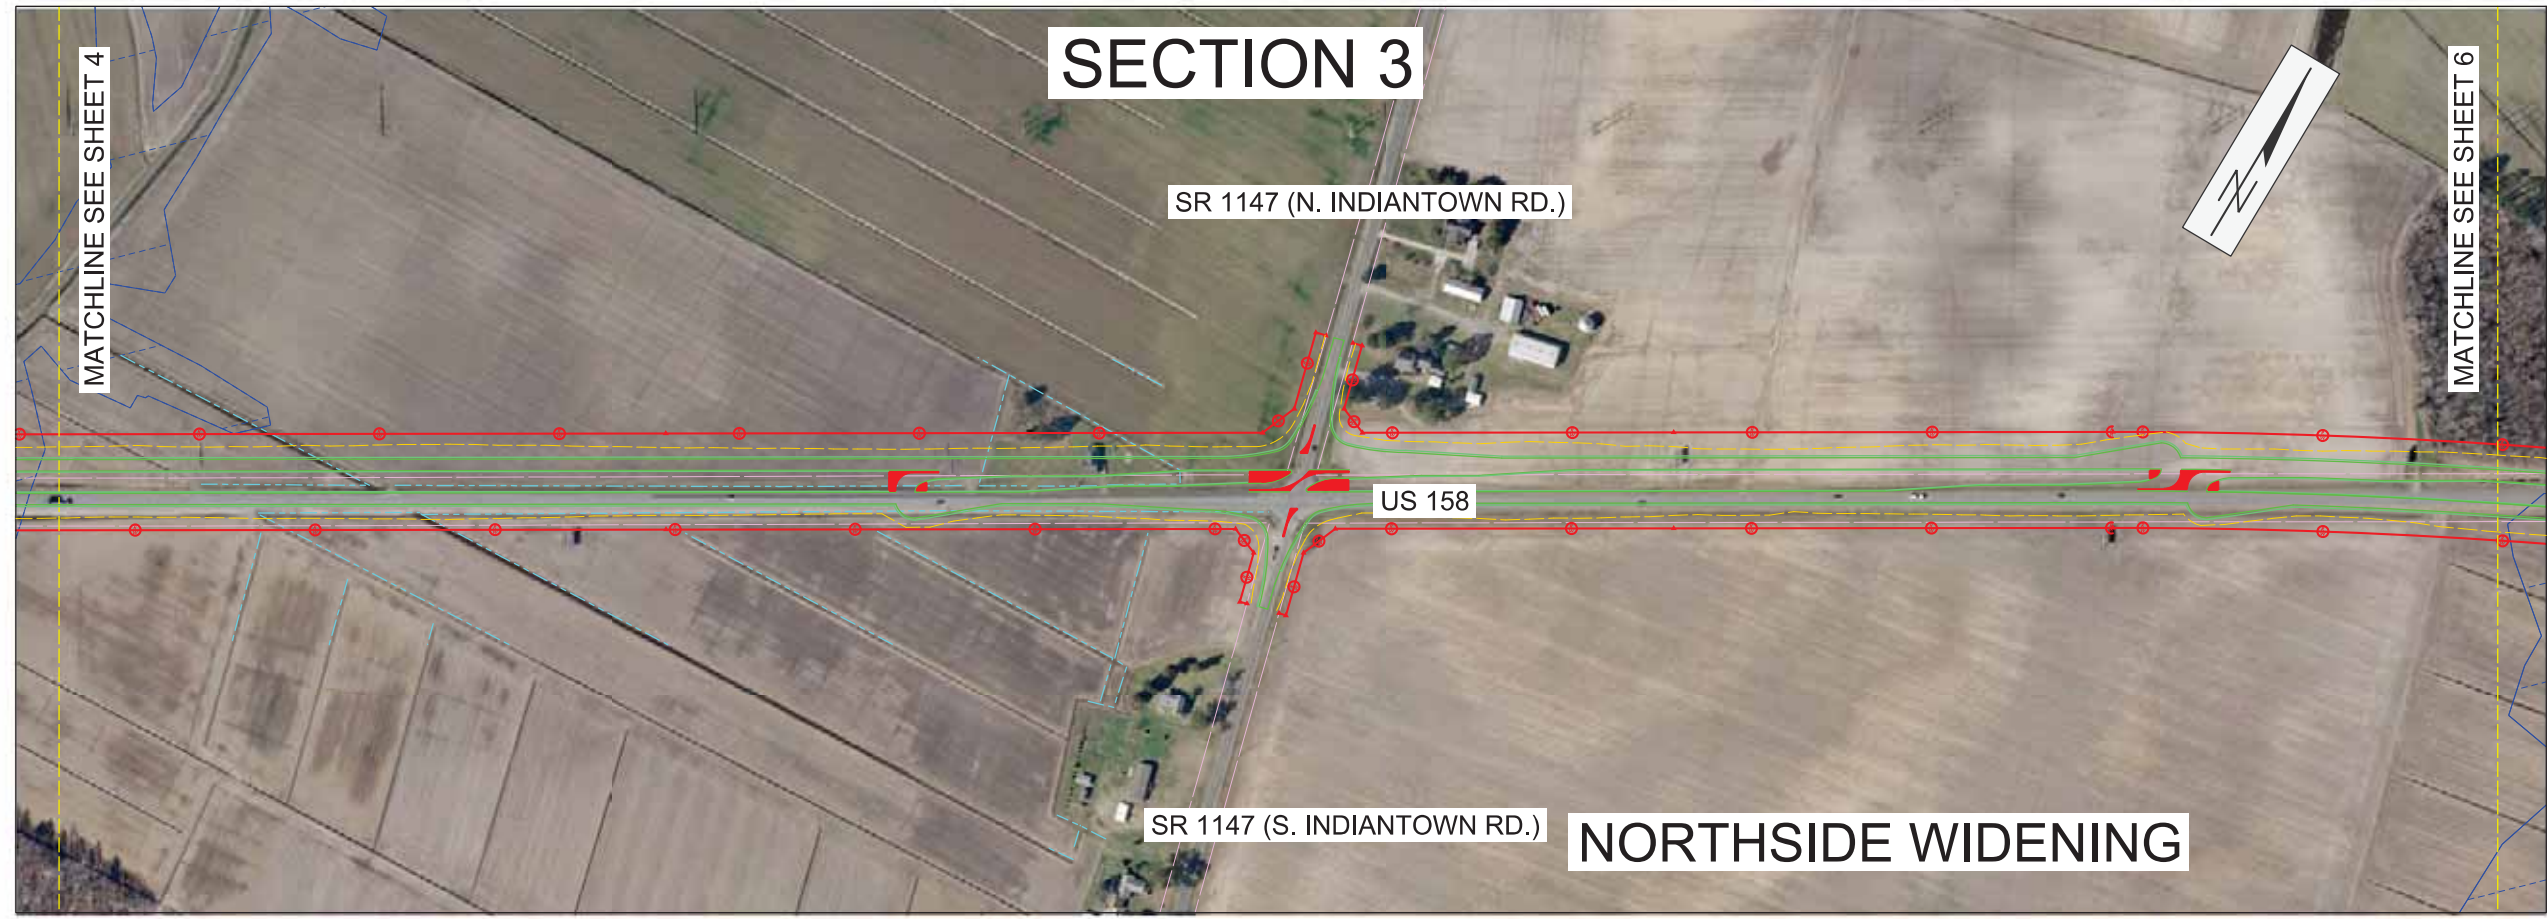 SECTION 3
MATCHLINE SEE SHEET 4
MATCHLINE SEE SHEET 6
SR 1147 (N. INDIANTOWN RD.)
N
US 158
SR 1147 (S. INDIANTOWN RD.)
NORTHSIDE WIDENING